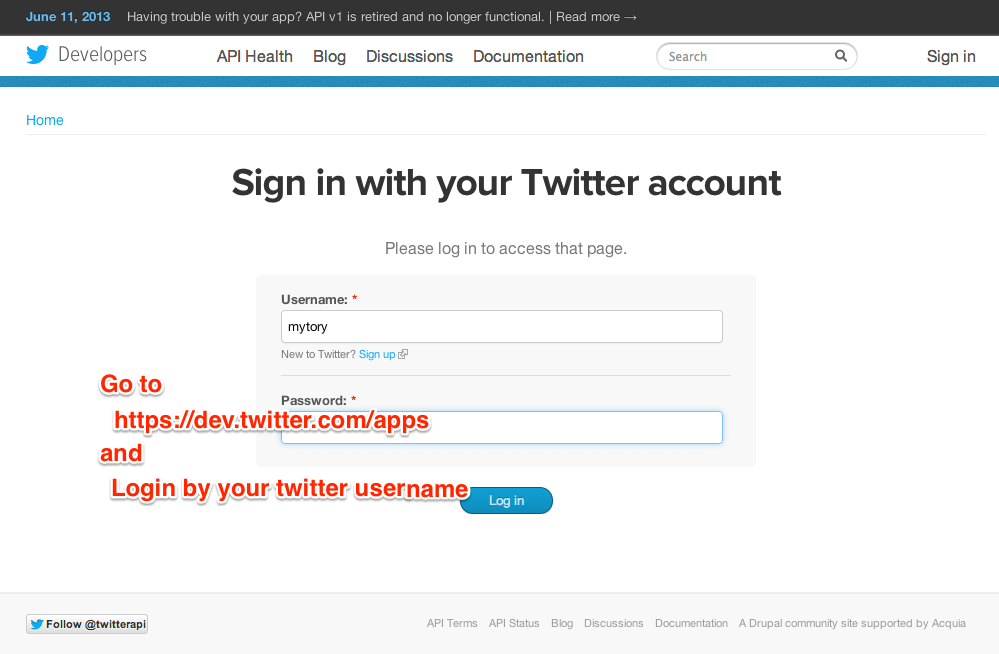 June 11, 2013 Having trouble with your app? API v1 is retired and no longer functional. | Read more →
Developers API Health Blog Discussions Documentation Search Sign in
Home
Sign in with your Twitter account
Please log in to access that page.
Username: *
mytory
New to Twitter? Sign up
Go to
Password: *
https://dev.twitter.com/apps
and
Login by your twitter username
Log in
Follow @twitterapi API Terms API Status Blog Discussions Documentation A Drupal community site supported by Acquia